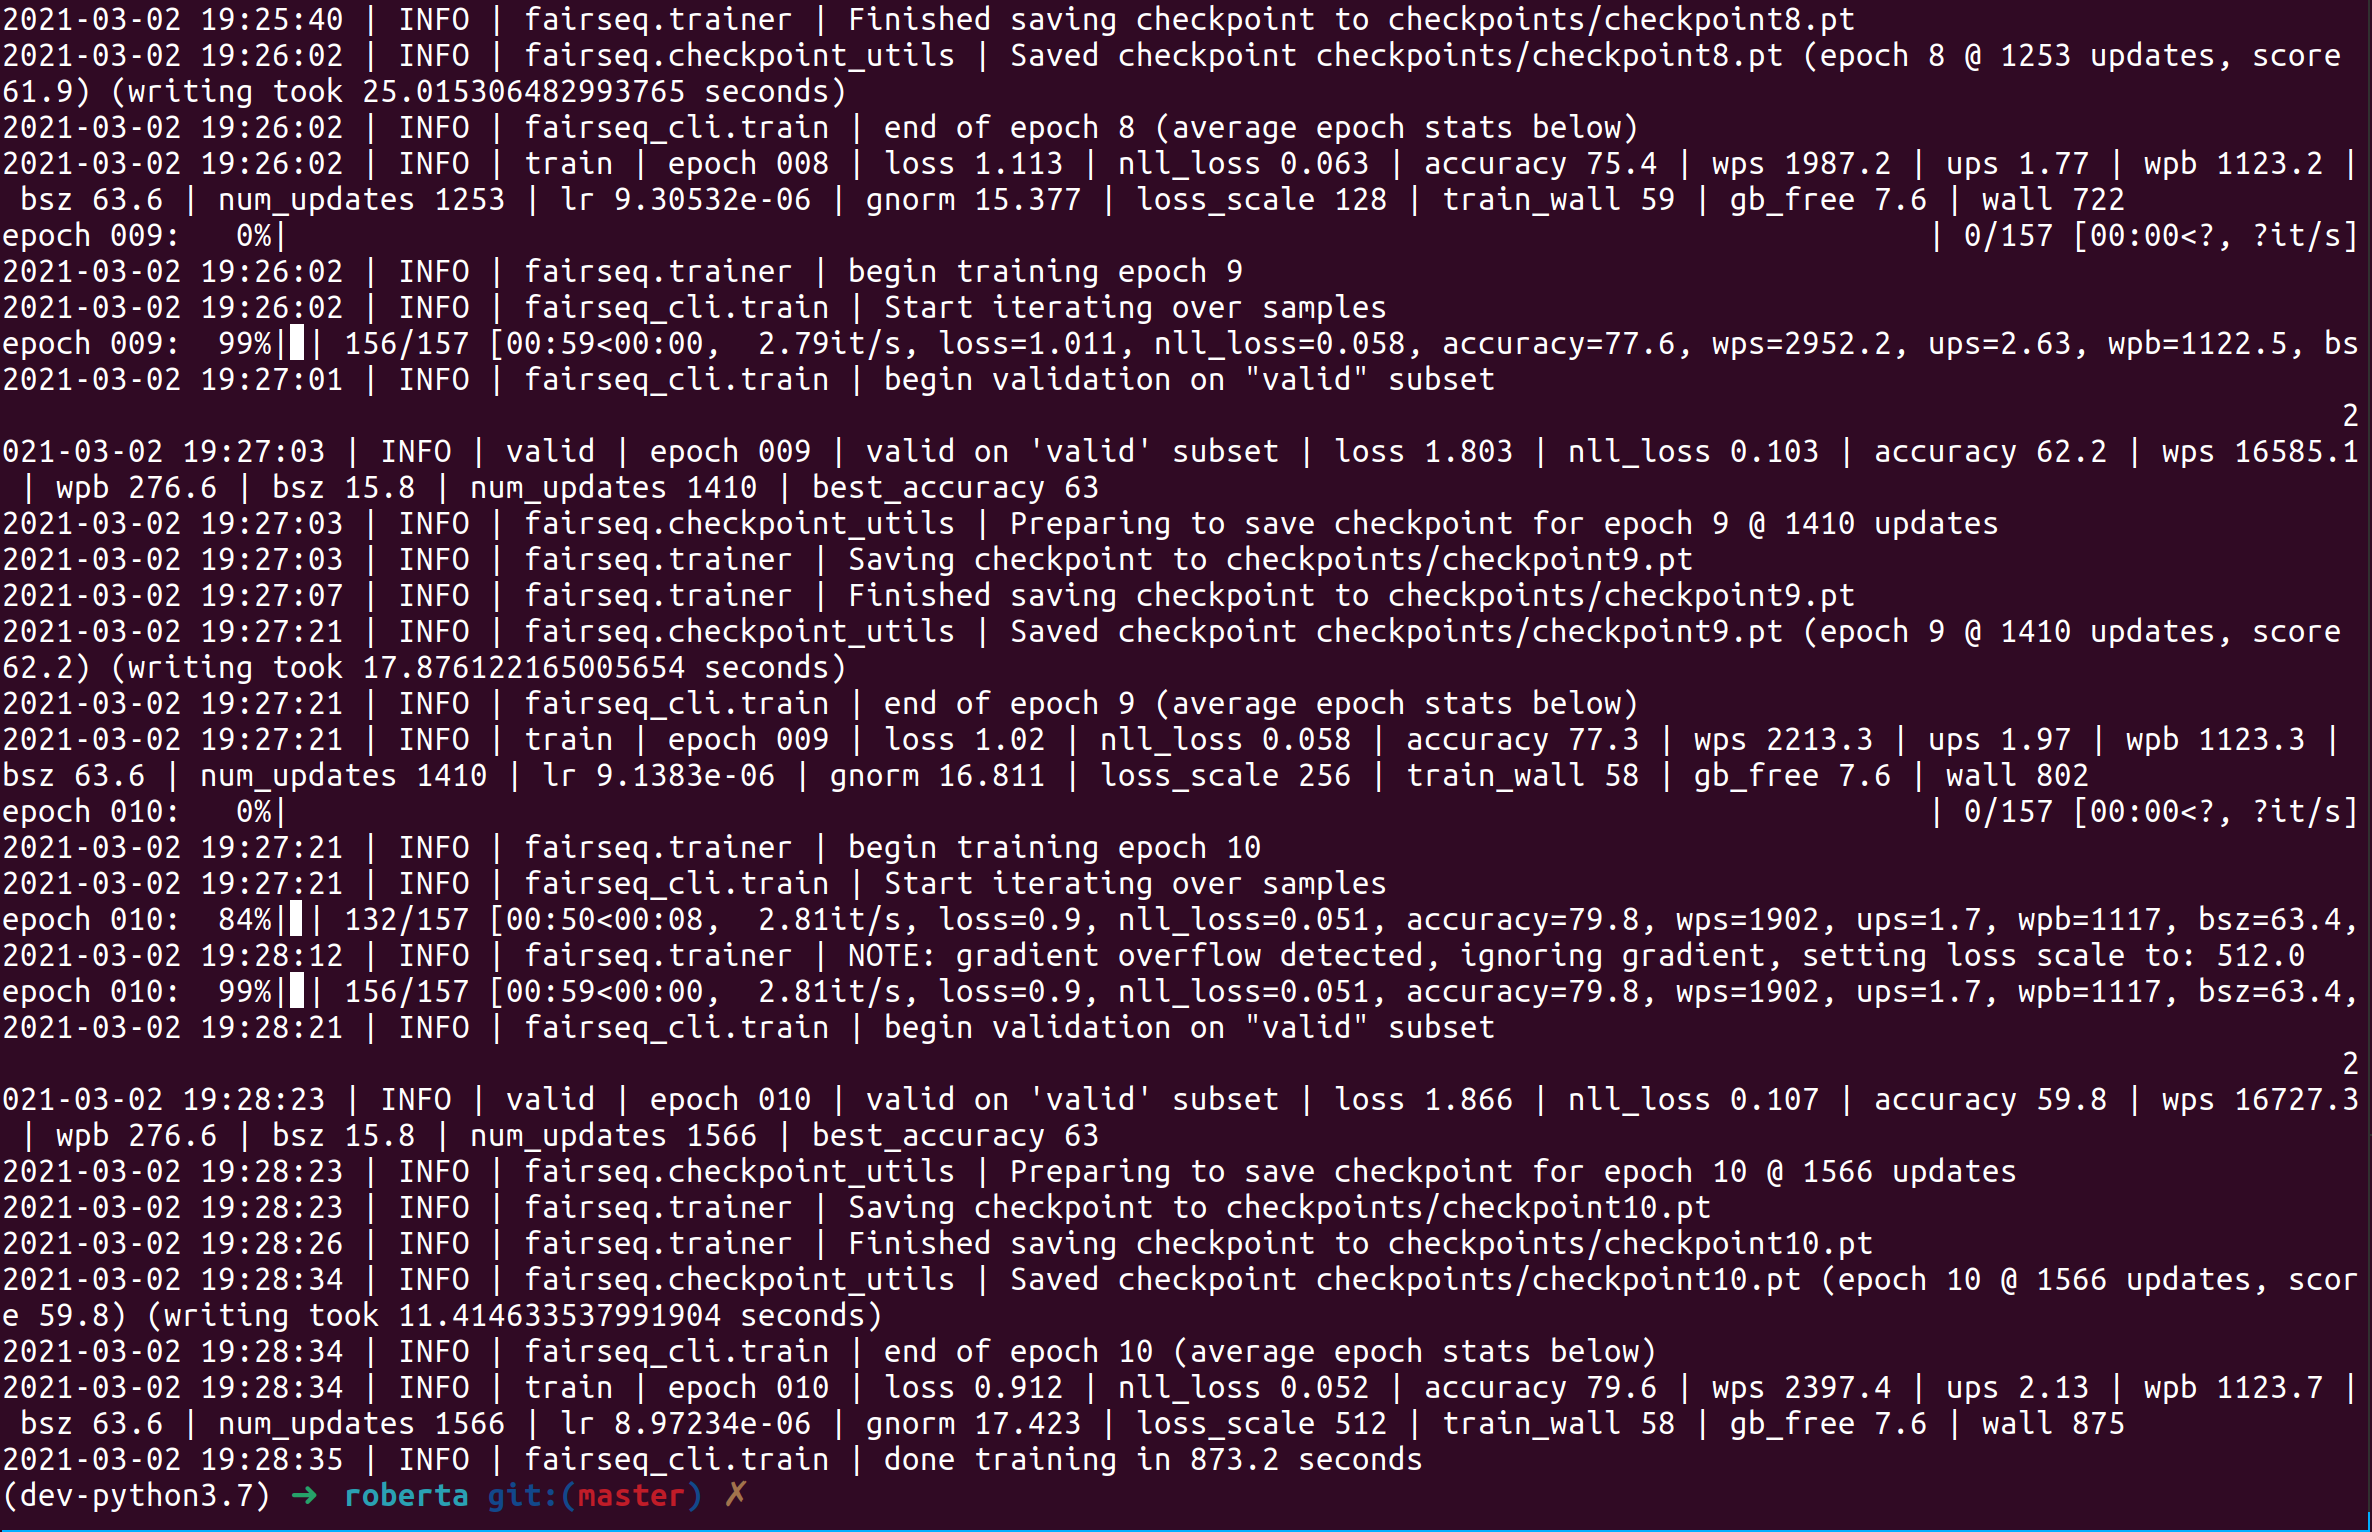 2021-03-02 19:25:40 | INFO | fairseq.trainer | Finished saving checkpoint to checkpoints/checkpoint8.pt
2021-03-02 19:26:02 | INFO | fairseq.checkpoint_utils | Saved checkpoint checkpoints/checkpoint8.pt (epoch 8 @ 1253 updates, score
61.9) (writing took 25.015306482993765 seconds)
2021-03-02 19:26:02 | INFO | fairseq_cli.train | end of epoch 8 (average epoch stats below)
2021-03-02 19:26:02 | INFO | train | epoch 008 | loss 1.113 | nll_loss 0.063 | accuracy 75.4 | wps 1987.2 | ups 1.77 | wpb 1123.2 |
 bsz 63.6 | num_updates 1253 | lr 9.30532e-06 | gnorm 15.377 | loss_scale 128 | train_wall 59 | gb_free 7.6 | wall 722
epoch 009:   0%|                                                                                           | 0/157 [00:00<?, ?it/s]
2021-03-02 19:26:02 | INFO | fairseq.trainer | begin training epoch 9
2021-03-02 19:26:02 | INFO | fairseq_cli.train | Start iterating over samples
epoch 009:  99%|█ | 156/157 [00:59<00:00,  2.79it/s, loss=1.011, nll_loss=0.058, accuracy=77.6, wps=2952.2, ups=2.63, wpb=1122.5, bs
2021-03-02 19:27:01 | INFO | fairseq_cli.train | begin validation on "valid" subset
2
021-03-02 19:27:03 | INFO | valid | epoch 009 | valid on 'valid' subset | loss 1.803 | nll_loss 0.103 | accuracy 62.2 | wps 16585.1
 | wpb 276.6 | bsz 15.8 | num_updates 1410 | best_accuracy 63
2021-03-02 19:27:03 | INFO | fairseq.checkpoint_utils | Preparing to save checkpoint for epoch 9 @ 1410 updates
2021-03-02 19:27:03 | INFO | fairseq.trainer | Saving checkpoint to checkpoints/checkpoint9.pt
2021-03-02 19:27:07 | INFO | fairseq.trainer | Finished saving checkpoint to checkpoints/checkpoint9.pt
2021-03-02 19:27:21 | INFO | fairseq.checkpoint_utils | Saved checkpoint checkpoints/checkpoint9.pt (epoch 9 @ 1410 updates, score
62.2) (writing took 17.876122165005654 seconds)
2021-03-02 19:27:21 | INFO | fairseq_cli.train | end of epoch 9 (average epoch stats below)
2021-03-02 19:27:21 | INFO | train | epoch 009 | loss 1.02 | nll_loss 0.058 | accuracy 77.3 | wps 2213.3 | ups 1.97 | wpb 1123.3 |
bsz 63.6 | num_updates 1410 | lr 9.1383e-06 | gnorm 16.811 | loss_scale 256 | train_wall 58 | gb_free 7.6 | wall 802
epoch 010:   0%|                                                                                           | 0/157 [00:00<?, ?it/s]
2021-03-02 19:27:21 | INFO | fairseq.trainer | begin training epoch 10
2021-03-02 19:27:21 | INFO | fairseq_cli.train | Start iterating over samples
epoch 010:  84%|█ | 132/157 [00:50<00:08,  2.81it/s, loss=0.9, nll_loss=0.051, accuracy=79.8, wps=1902, ups=1.7, wpb=1117, bsz=63.4,
2021-03-02 19:28:12 | INFO | fairseq.trainer | NOTE: gradient overflow detected, ignoring gradient, setting loss scale to: 512.0
epoch 010:  99%|█ | 156/157 [00:59<00:00,  2.81it/s, loss=0.9, nll_loss=0.051, accuracy=79.8, wps=1902, ups=1.7, wpb=1117, bsz=63.4,
2021-03-02 19:28:21 | INFO | fairseq_cli.train | begin validation on "valid" subset
2
021-03-02 19:28:23 | INFO | valid | epoch 010 | valid on 'valid' subset | loss 1.866 | nll_loss 0.107 | accuracy 59.8 | wps 16727.3
 | wpb 276.6 | bsz 15.8 | num_updates 1566 | best_accuracy 63
2021-03-02 19:28:23 | INFO | fairseq.checkpoint_utils | Preparing to save checkpoint for epoch 10 @ 1566 updates
2021-03-02 19:28:23 | INFO | fairseq.trainer | Saving checkpoint to checkpoints/checkpoint10.pt
2021-03-02 19:28:26 | INFO | fairseq.trainer | Finished saving checkpoint to checkpoints/checkpoint10.pt
2021-03-02 19:28:34 | INFO | fairseq.checkpoint_utils | Saved checkpoint checkpoints/checkpoint10.pt (epoch 10 @ 1566 updates, scor
e 59.8) (writing took 11.414633537991904 seconds)
2021-03-02 19:28:34 | INFO | fairseq_cli.train | end of epoch 10 (average epoch stats below)
2021-03-02 19:28:34 | INFO | train | epoch 010 | loss 0.912 | nll_loss 0.052 | accuracy 79.6 | wps 2397.4 | ups 2.13 | wpb 1123.7 |
 bsz 63.6 | num_updates 1566 | lr 8.97234e-06 | gnorm 17.423 | loss_scale 512 | train_wall 58 | gb_free 7.6 | wall 875
2021-03-02 19:28:35 | INFO | fairseq_cli.train | done training in 873.2 seconds
(dev-python3.7) ➜  roberta git:(master) ✗